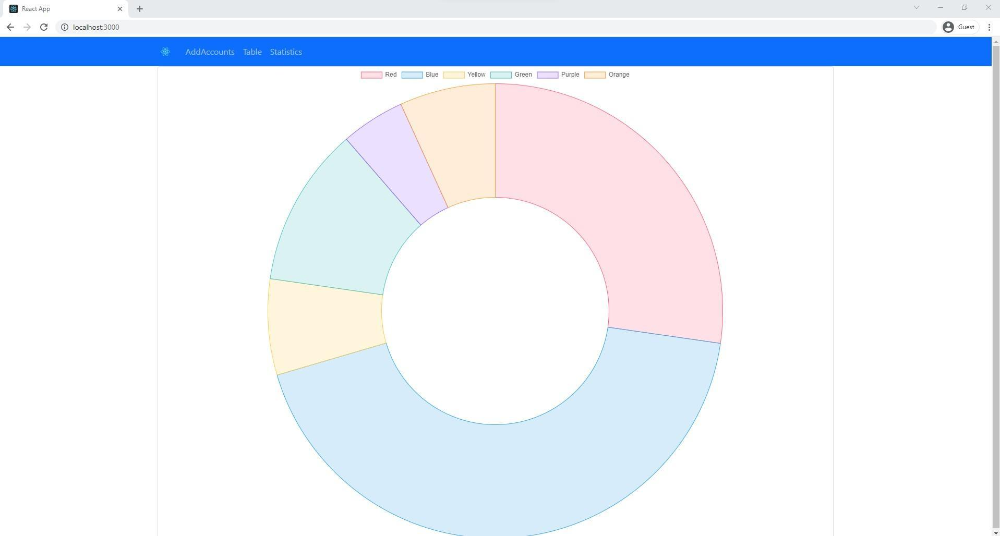 React App
localhost:3000
Guest
AddAccounts Table Statistics
Red Blue Yellow Green Purple Orange